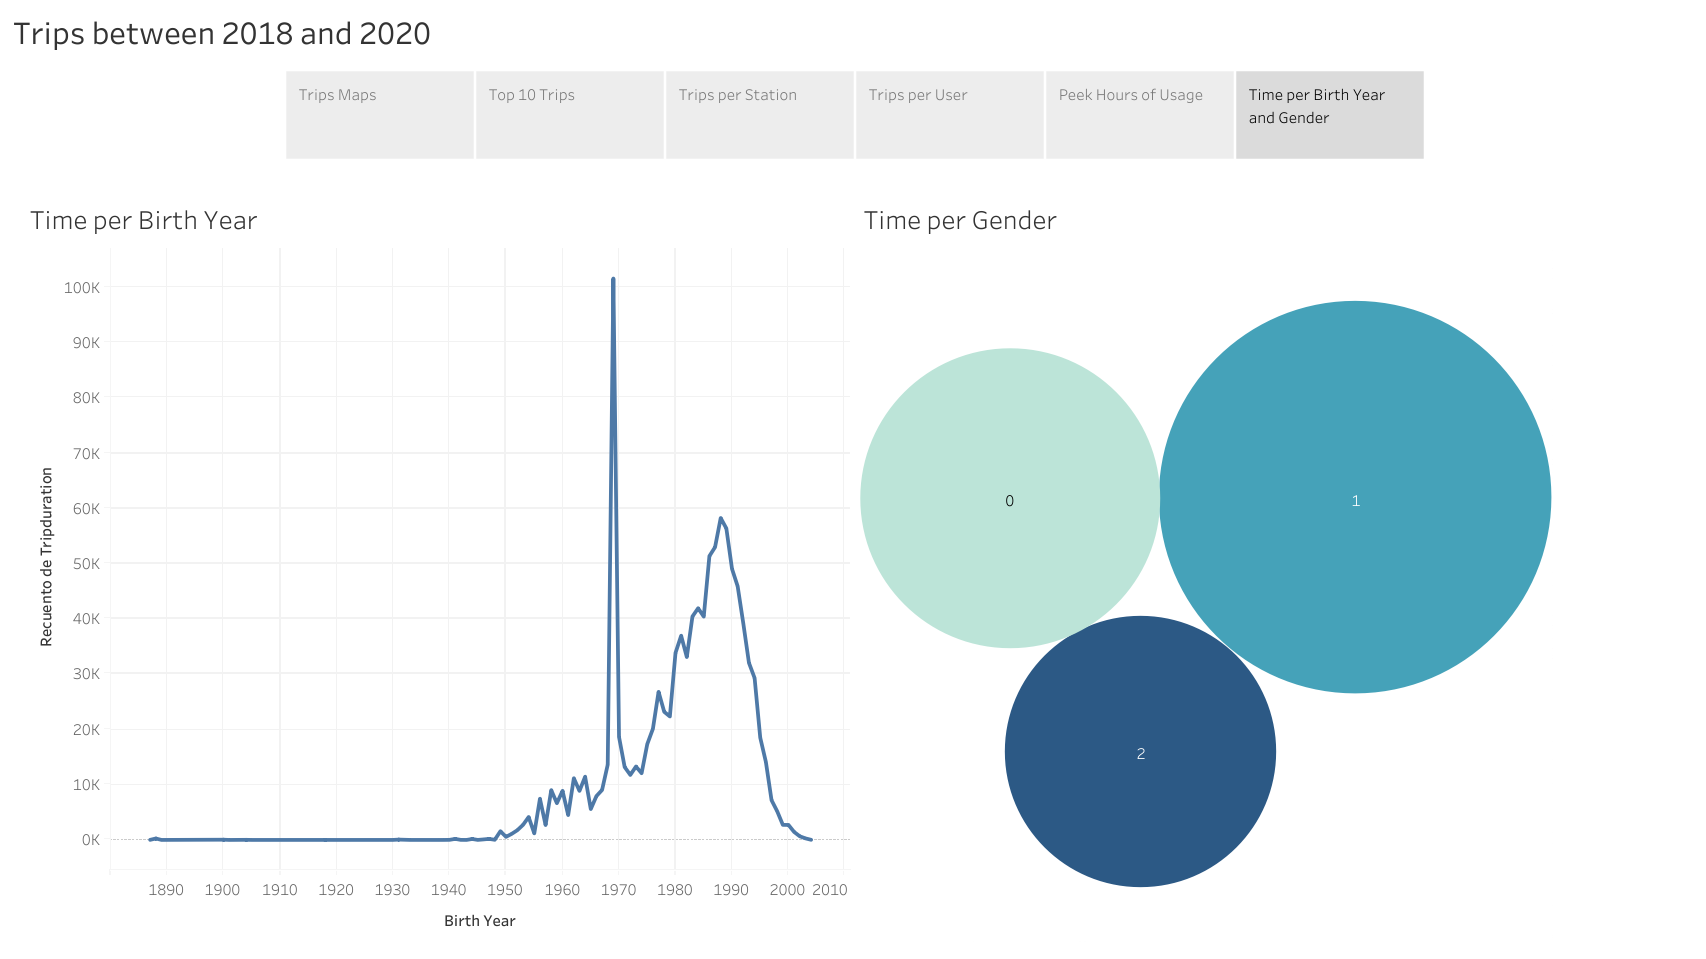 Trips between 2018 and 2020
Trips Maps
Top 10 Trips
Trips per Station
Trips per User
Peek Hours of Usage
Time per Birth Year
and Gender
Time per Birth Year
Time per Gender
100K
90K
80K
70K
60K
50K
40K
30K
20K
10K
0K
Recuento de Tripduration
1890 1900 1910 1920 1930 1940 1950 1960 1970 1980 1990 2000 2010
Birth Year
0
1
2